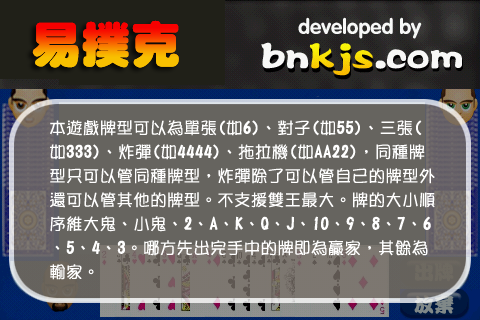 易撲克
developed by
bnkjs.com
本遊戲牌型可以為單張(如6)、對子(如55)、三張(
如333)、炸彈(如4444)、拖拉機(如AA22)，同種牌
型只可以管同種牌型，炸彈除了可以管自己的牌型外
還可以管其他的牌型。不支援雙王最大。牌的大小順
序維大鬼、小鬼、2、A、K、Q、J、10、9、8、7、6
、5、4、3。哪方先出完手中的牌即為贏家，其餘為
輸家。
放棄